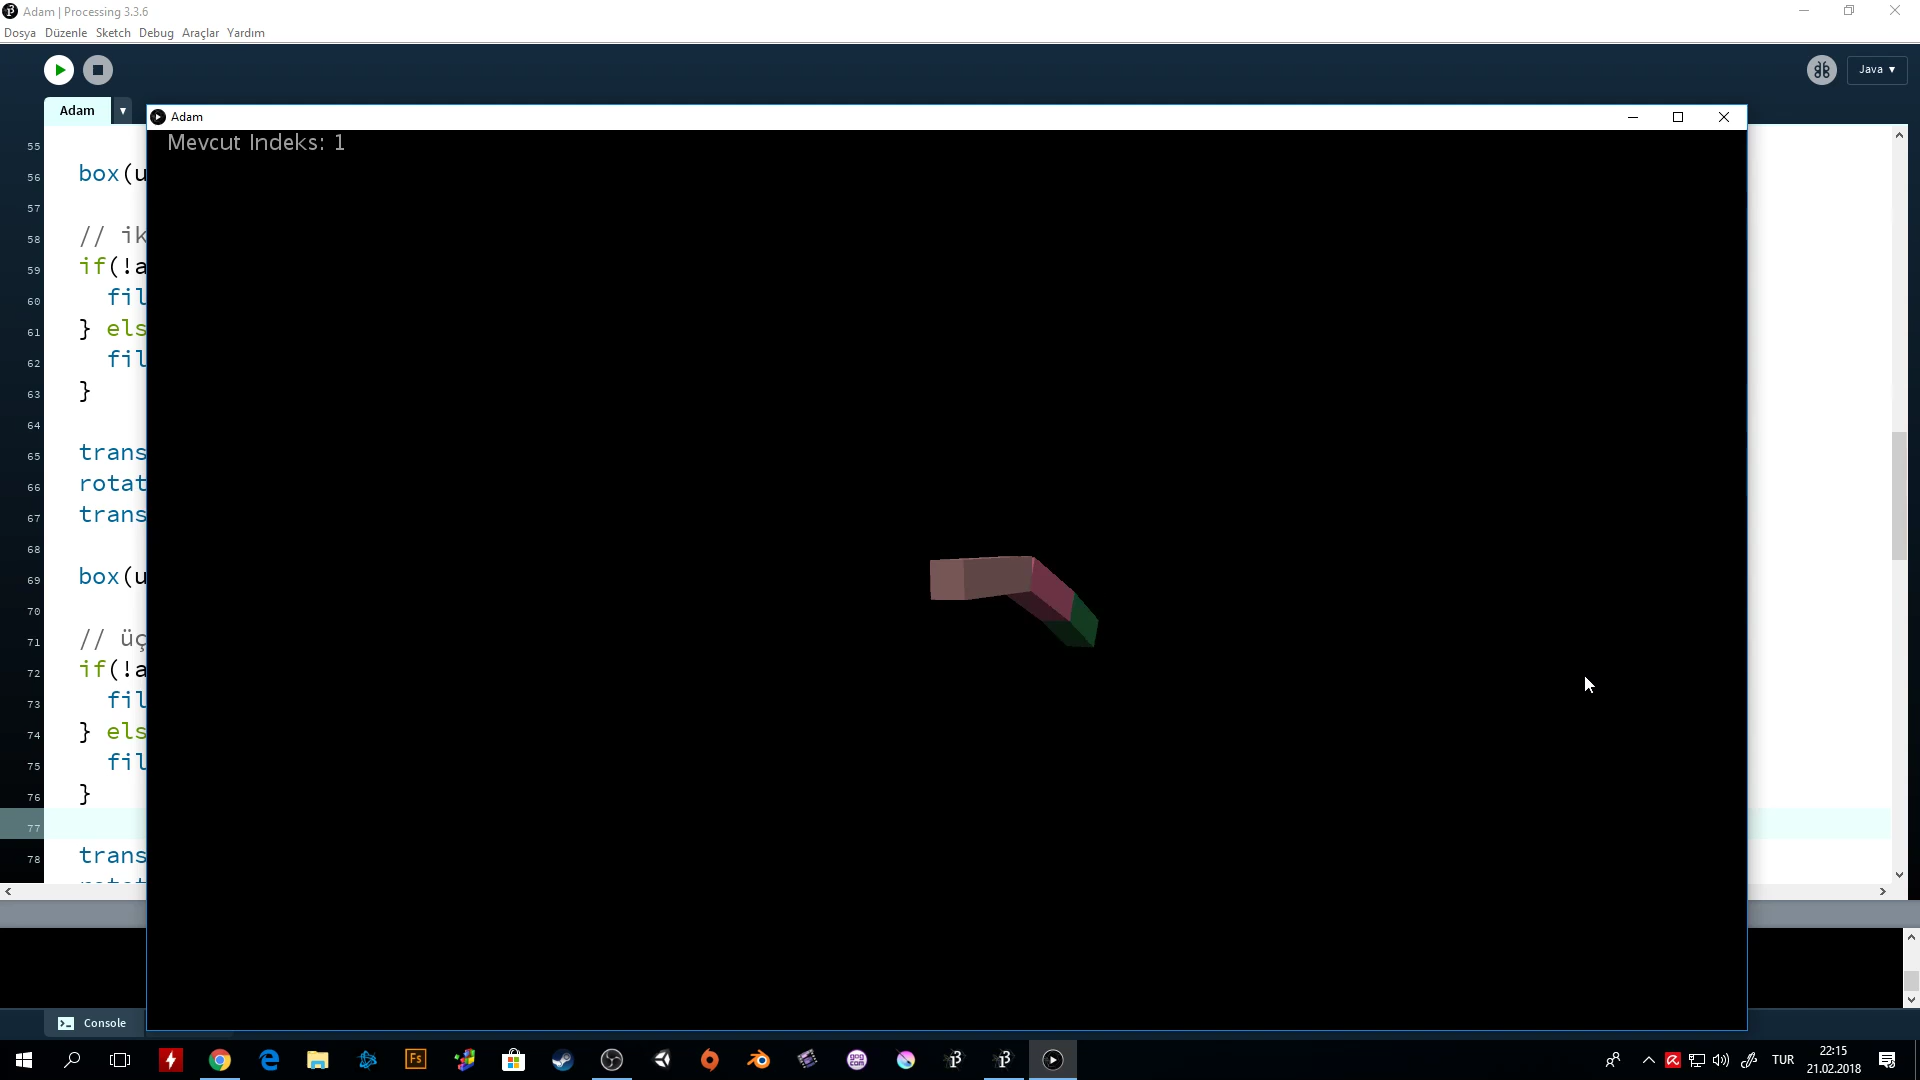 Adam | Processing 3.3.6
Dosya Düzenle Sketch Debug Araçlar Yardım
Java ▾
Adam
Adam
Mevcut Indeks: 1
55
56 box(u
57
58 // ik
59 if(!a
60 fil
61 } els
62 fil
63 }
64
65 trans
66 rotat
67 trans
68
69 box(u
70
71 // üç
72 if(!a
73 fil
74 } els
75 fil
76 }
77
78 trans
Console
Fs
gog.com
TUR
22:15
21.02.2018